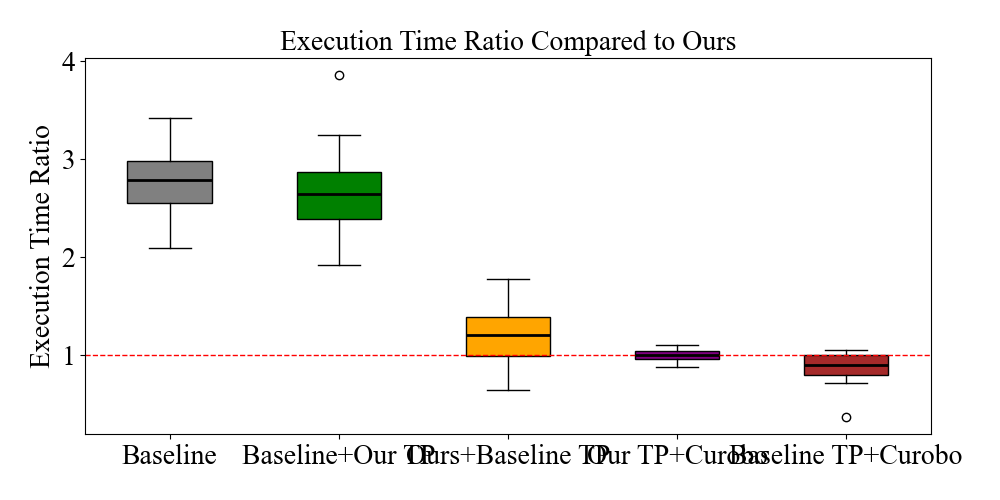 Execution Time Ratio Compared to Ours
Execution Time Ratio
4
3
2
1
Baseline
Baseline+Our TP
Ours+Baseline TP
Our TP+Curobo
Baseline TP+Curobo